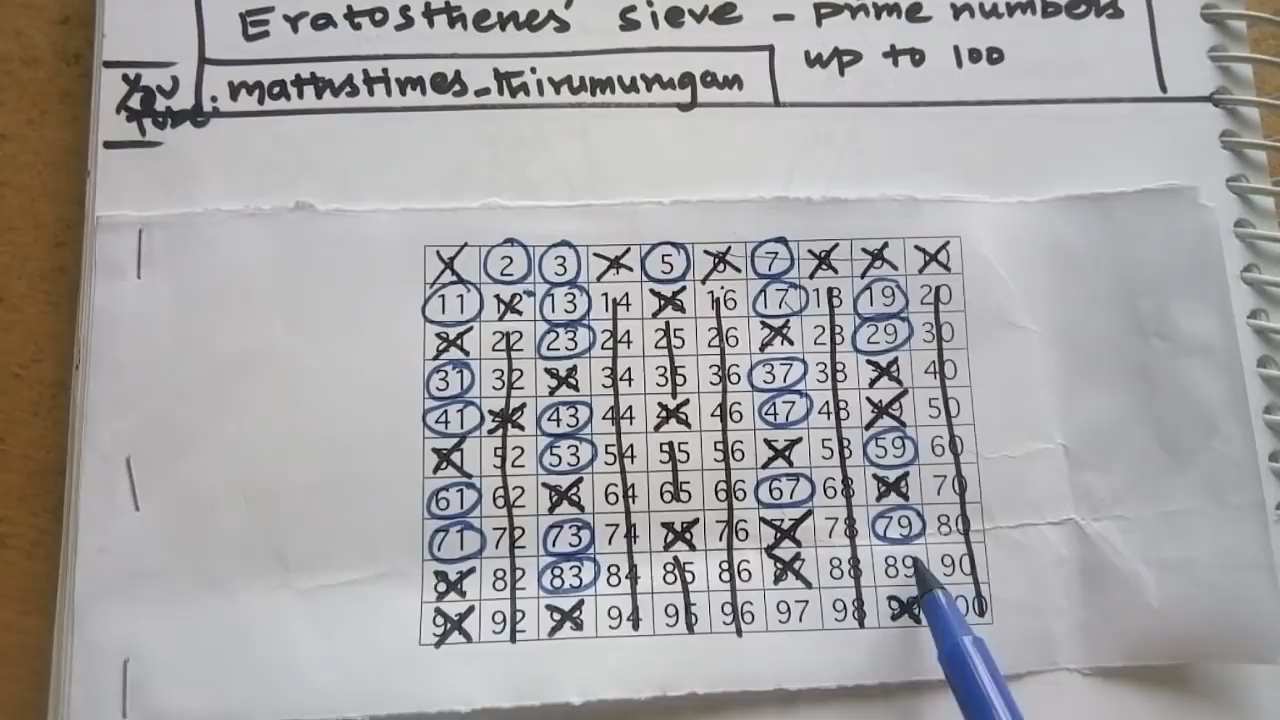 Eratosthenes' sieve - prime numbers
up to 100
You
Tube: mathstimes-thirumurugan
1 2 3 4 5 6 7 8 9
11 12 13 14 15 16 17 18 19 20
21 22 23 24 25 26 27 28 29 30
31 32 33 34 35 36 37 38 39 40
41 42 43 44 45 46 47 48 49 50
51 52 53 54 55 56 57 58 59 60
61 62 63 64 65 66 67 68 69 70
71 72 73 74 75 76 77 78 79 80
81 82 83 84 85 86 87 88 89 90
91 92 93 94 95 96 97 98 99 100